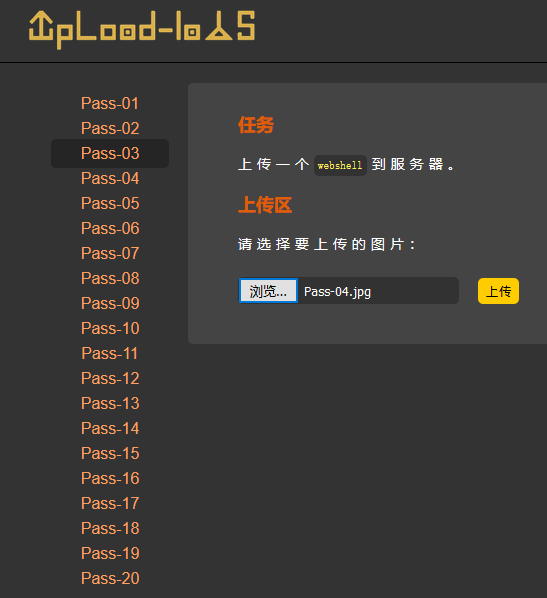 UpLoad-labs
Pass-01
Pass-02
Pass-03
Pass-04
Pass-05
Pass-06
Pass-07
Pass-08
Pass-09
Pass-10
Pass-11
Pass-12
Pass-13
Pass-14
Pass-15
Pass-16
Pass-17
Pass-18
Pass-19
Pass-20
任务
上传一个 webshell 到服务器。
上传区
请选择要上传的图片：
浏览... Pass-04.jpg 上传